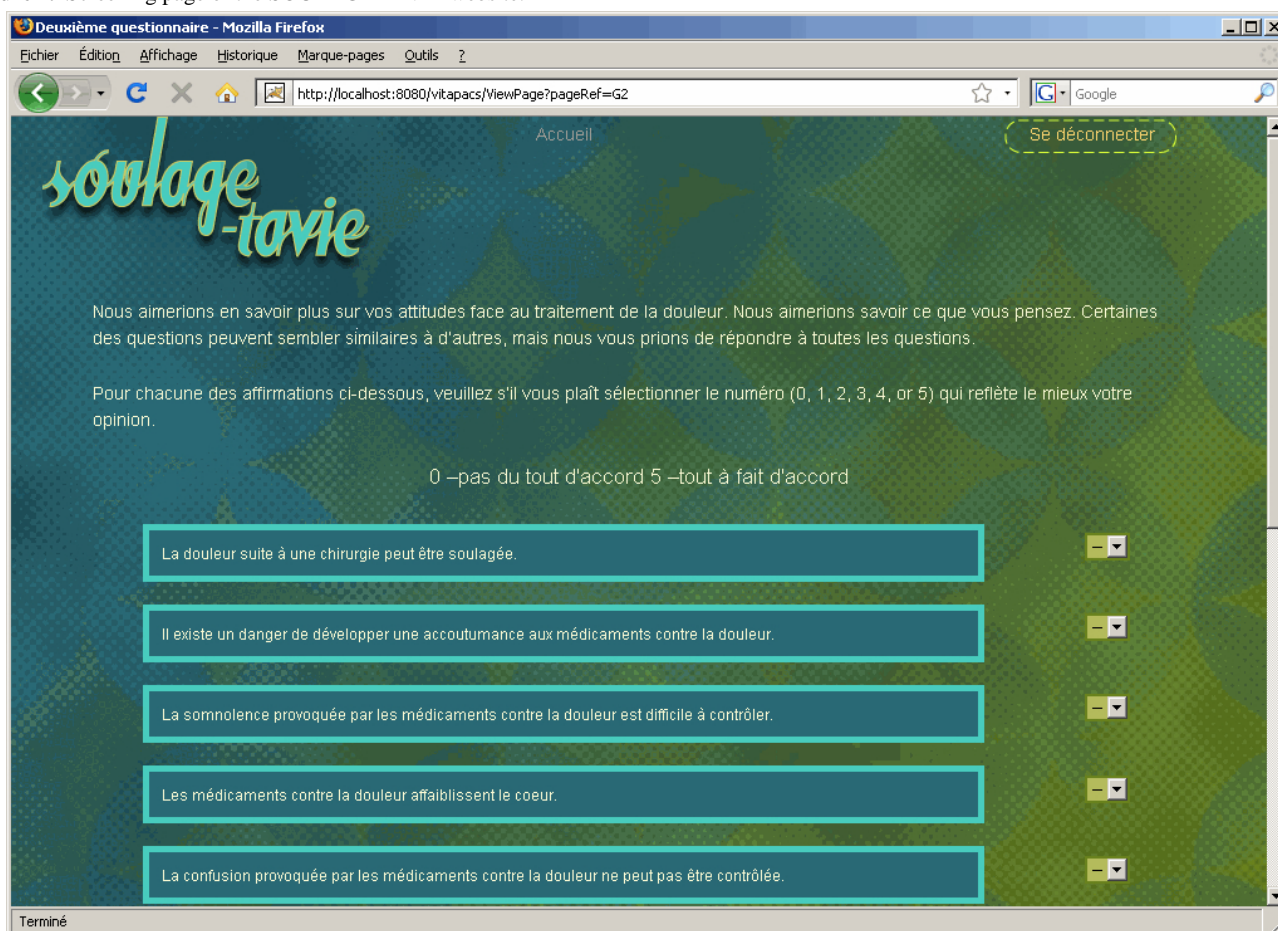 Deuxième questionnaire - Mozilla Firefox
Fichier Édition Affichage Historique Marque-pages Outils ?
http://localhost:8080/vitapacs/ViewPage?pageRef=G2
Google
Accueil
Se déconnecter
soulage
-tavie
Nous aimerions en savoir plus sur vos attitudes face au traitement de la douleur. Nous aimerions savoir ce que vous pensez. Certaines
des questions peuvent sembler similaires à d'autres, mais nous vous prions de répondre à toutes les questions.
Pour chacune des affirmations ci-dessous, veuillez s'il vous plaît sélectionner le numéro (0, 1, 2, 3, 4, or 5) qui reflète le mieux votre
opinion.
0 –pas du tout d'accord 5 –tout à fait d'accord
La douleur suite à une chirurgie peut être soulagée.
–
Il existe un danger de développer une accoutumance aux médicaments contre la douleur.
–
La somnolence provoquée par les médicaments contre la douleur est difficile à contrôler.
–
Les médicaments contre la douleur affaiblissent le coeur.
–
La confusion provoquée par les médicaments contre la douleur ne peut pas être contrôlée.
–
Terminé